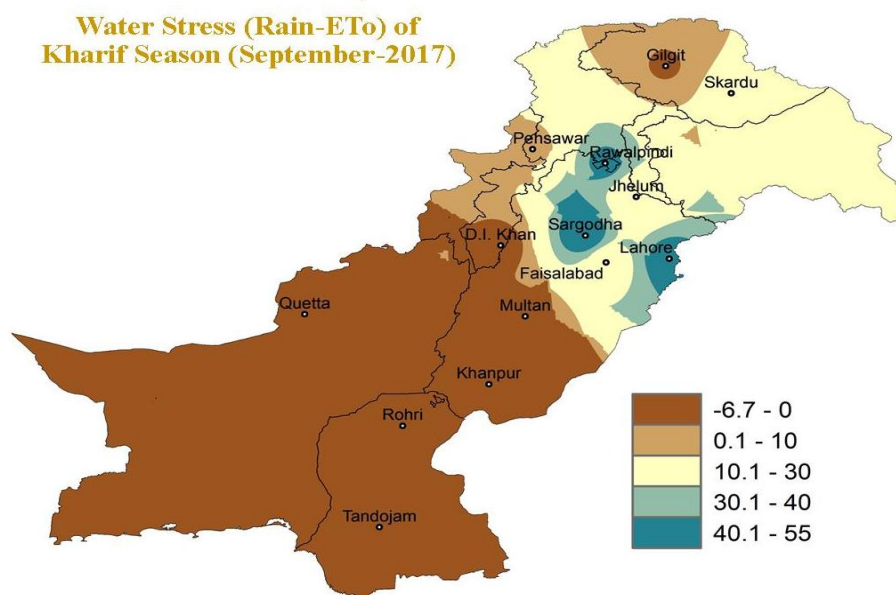 Water Stress (Rain-ETo) of
Kharif Season (September-2017)
Gilgit
Skardu
Pehsawar
Rawalpindi
Jhelum
Sargodha
D.I. Khan
Lahore
Faisalabad
Quetta
Multan
Khanpur
Rohri
Tandojam
-6.7 - 0
0.1 - 10
10.1 - 30
30.1 - 40
40.1 - 55